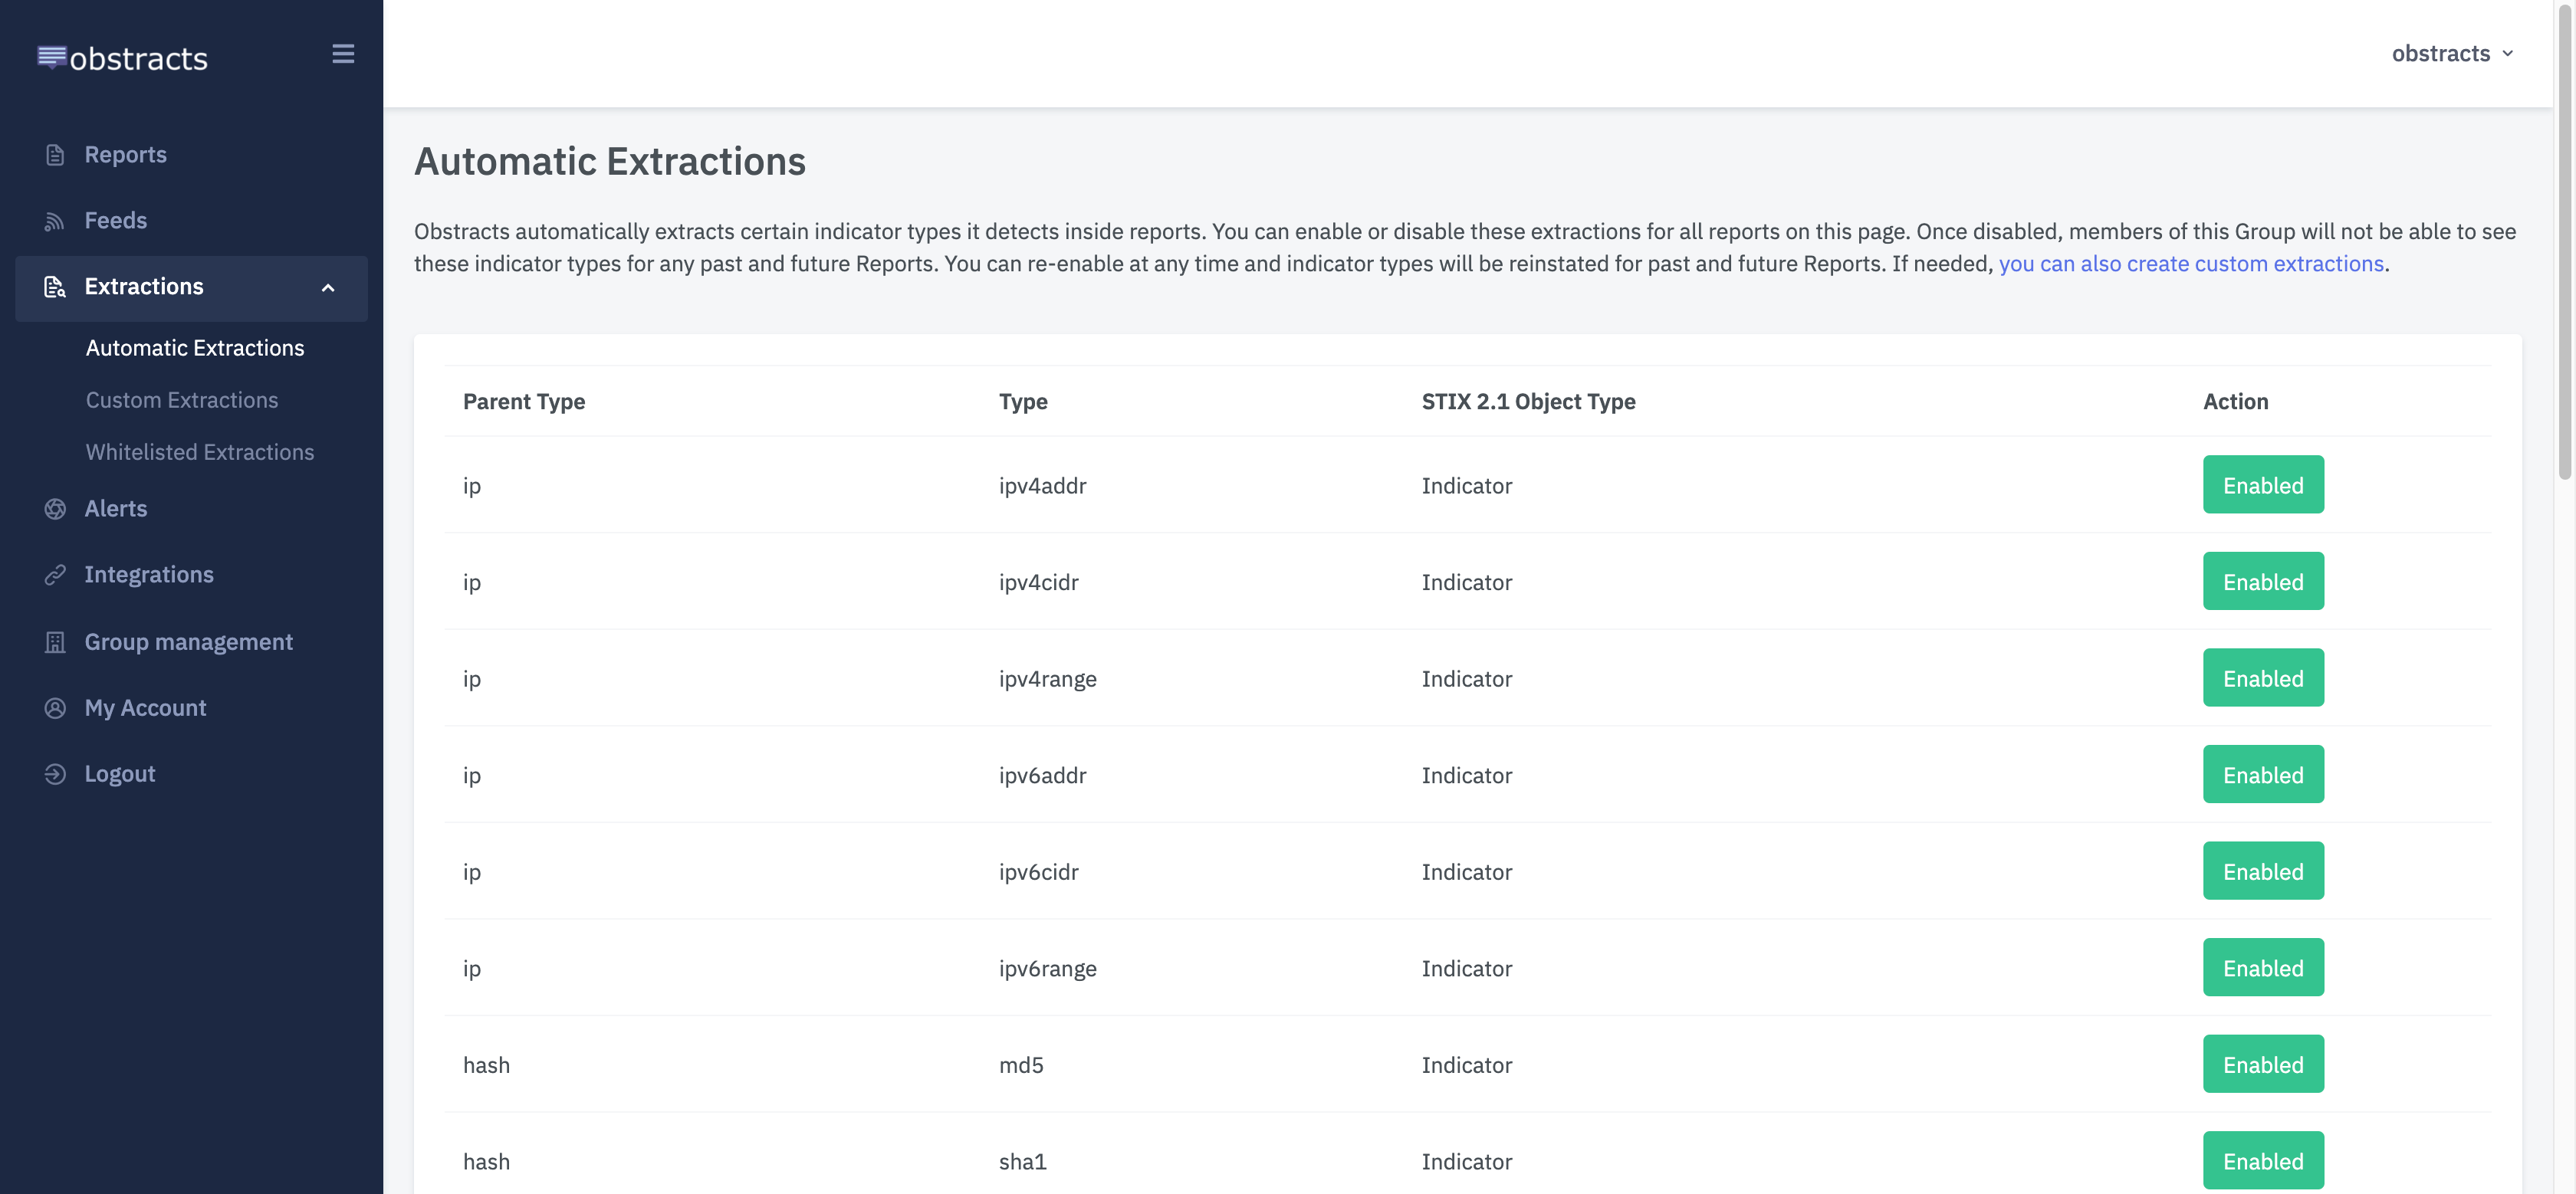 obstracts
obstracts
Reports
Feeds
Extractions
Automatic Extractions
Custom Extractions
Whitelisted Extractions
Alerts
Integrations
Group management
My Account
Logout
Automatic Extractions
Obstracts automatically extracts certain indicator types it detects inside reports. You can enable or disable these extractions for all reports on this page. Once disabled, members of this Group will not be able to see
these indicator types for any past and future Reports. You can re-enable at any time and indicator types will be reinstated for past and future Reports. If needed, you can also create custom extractions.
Parent Type Type STIX 2.1 Object Type Action
ip ipv4addr Indicator Enabled
ip ipv4cidr Indicator Enabled
ip ipv4range Indicator Enabled
ip ipv6addr Indicator Enabled
ip ipv6cidr Indicator Enabled
ip ipv6range Indicator Enabled
hash md5 Indicator Enabled
hash sha1 Indicator Enabled